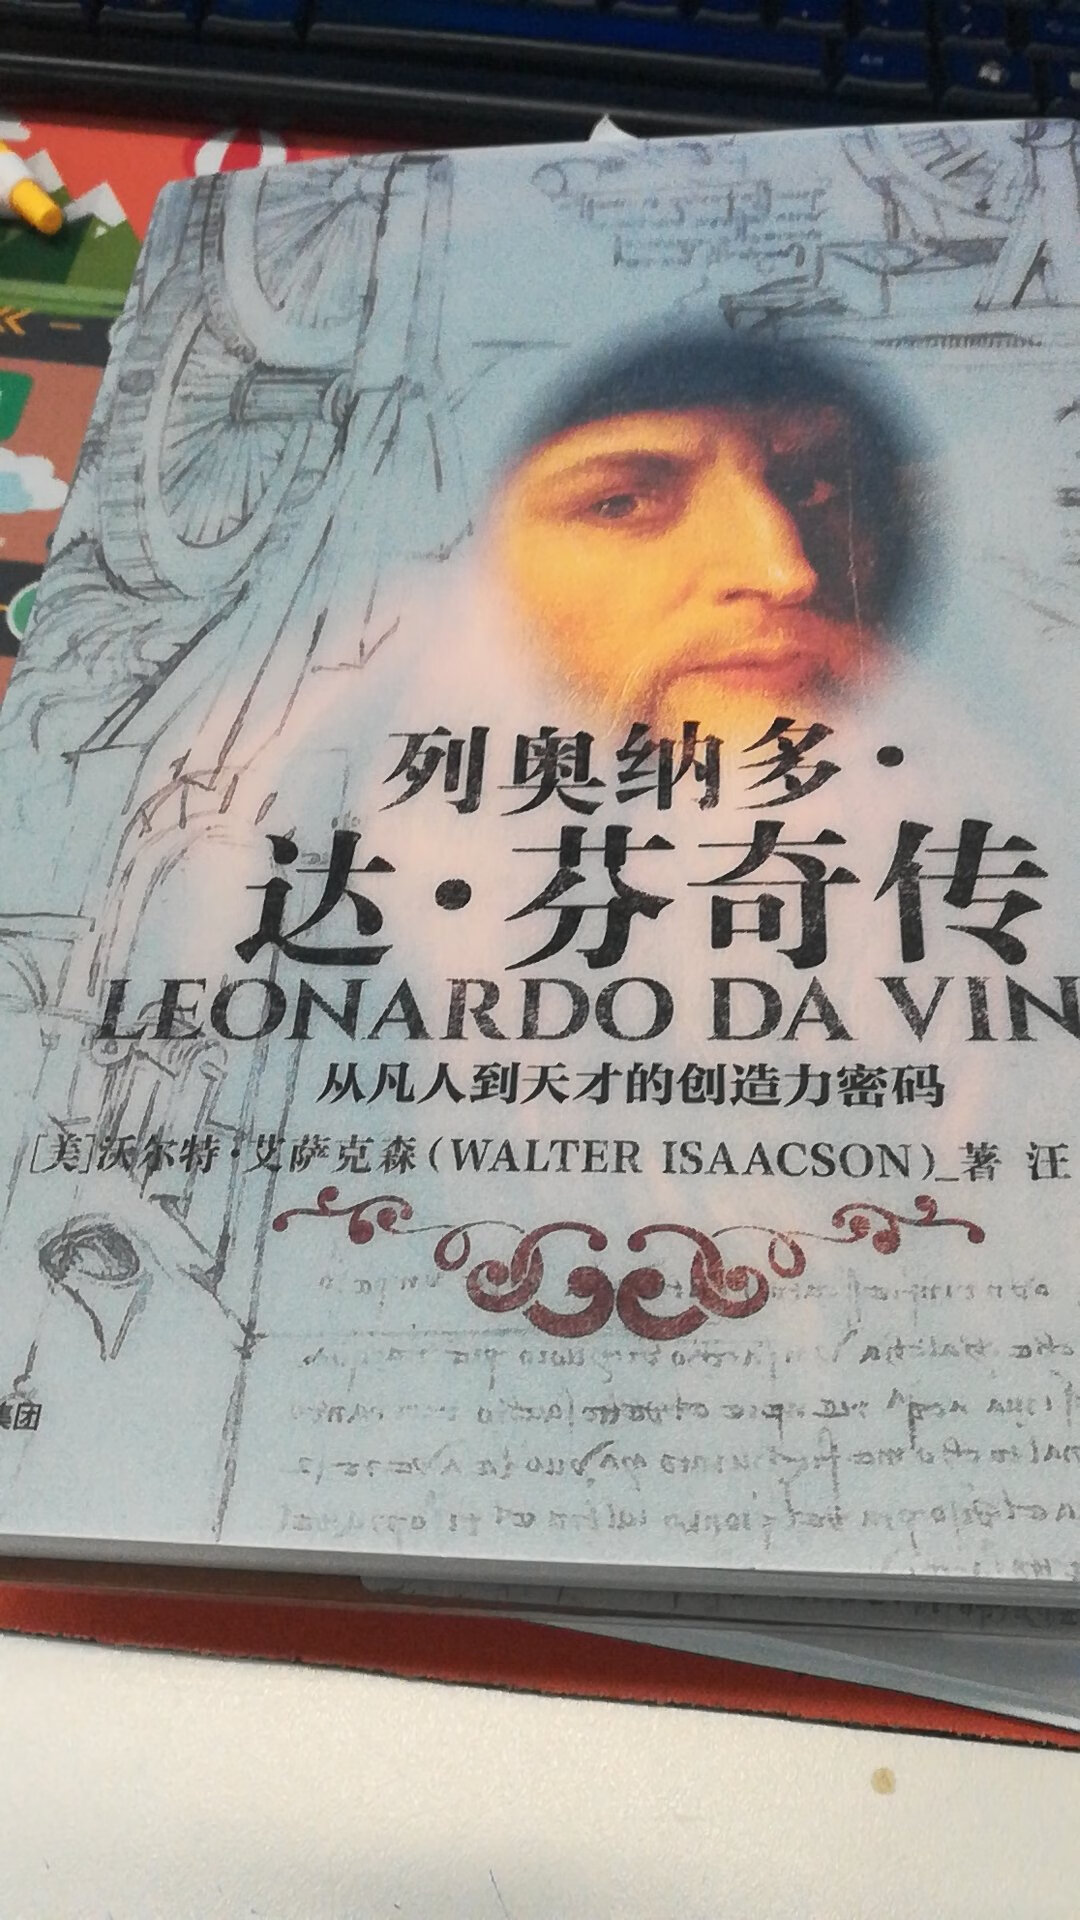 列奥纳多·
达·芬奇传
LEONARDO DA VIN
从凡人到天才的创造力密码
[美]沃尔特·艾萨克森(WALTER ISAACSON)_著 汪
集团